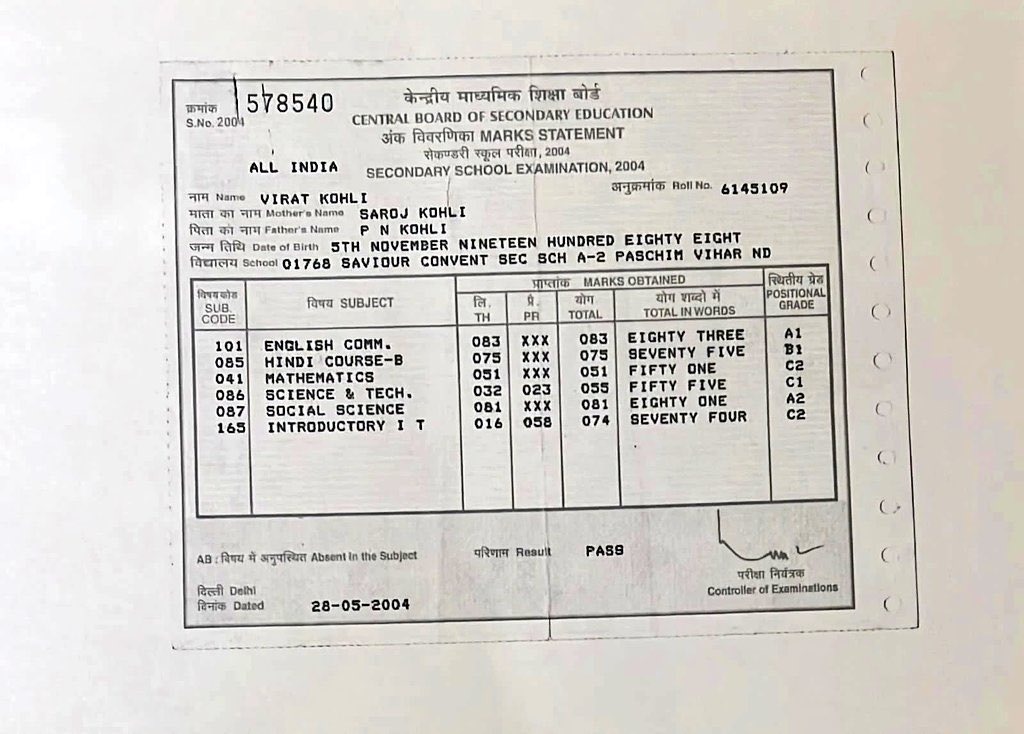 क्रमांक 578540
S.No. 2004
केन्द्रीय माध्यमिक शिक्षा बोर्ड
CENTRAL BOARD OF SECONDARY EDUCATION
अंक विवरणिका MARKS STATEMENT
सेकण्डरी स्कूल परीक्षा, 2004
ALL INDIA SECONDARY SCHOOL EXAMINATION, 2004
नाम Name VIRAT KOHLI अनुक्रमांक Roll No. 6145109
माता का नाम Mother's Name SAROJ KOHLI
पिता का नाम Father's Name P N KOHLI
जन्म तिथि Date of Birth 5TH NOVEMBER NINETEEN HUNDRED EIGHTY EIGHT
विद्यालय School 01768 SAVIOUR CONVENT SEC SCH A-2 PASCHIM VIHAR ND
प्राप्तांक MARKS OBTAINED
विषय कोड SUB. CODE विषय SUBJECT लि. TH प्रै. PR योग TOTAL योग शब्दो में TOTAL IN WORDS स्थितीय ग्रेड POSITIONAL GRADE
101 ENGLISH COMM. 083 XXX 083 EIGHTY THREE A1
085 HINDI COURSE-B 075 XXX 075 SEVENTY FIVE B1
041 MATHEMATICS 051 XXX 051 FIFTY ONE C2
086 SCIENCE & TECH. 032 023 055 FIFTY FIVE C1
087 SOCIAL SCIENCE 081 XXX 081 EIGHTY ONE A2
165 INTRODUCTORY I T 016 058 074 SEVENTY FOUR C2
AB : विषय में अनुपस्थित Absent in the Subject परिणाम Result PASS
परीक्षा नियंत्रक
दिल्ली Delhi Controller of Examinations
दिनांक Dated 28-05-2004